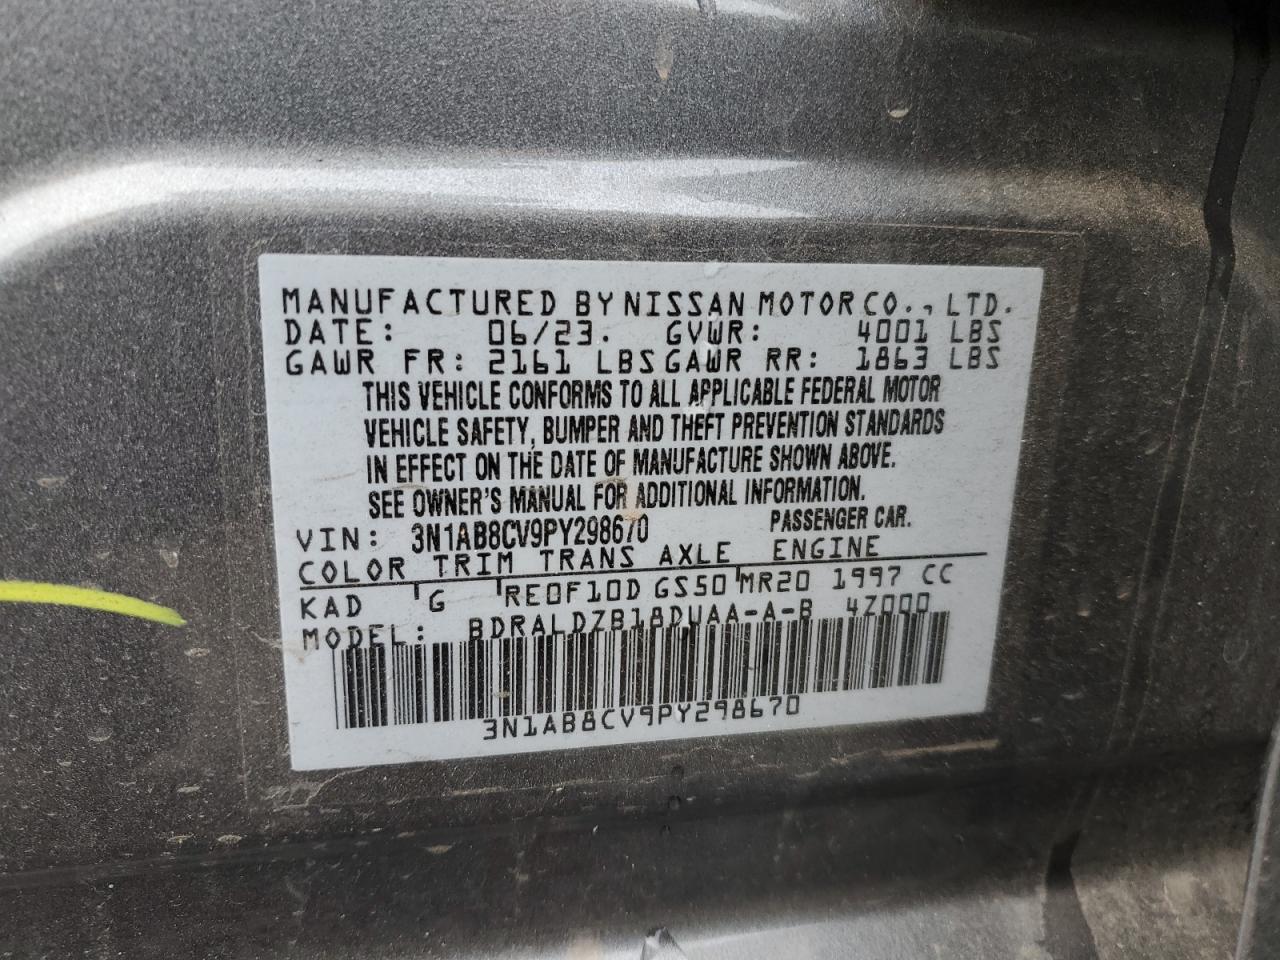 MANUFACTURED BY NISSAN MOTOR CO., LTD.
DATE: 06/23. GVWR: 4001 LBS
GAWR FR: 2161 LBS GAWR RR: 1863 LBS
THIS VEHICLE CONFORMS TO ALL APPLICABLE FEDERAL MOTOR
VEHICLE SAFETY, BUMPER AND THEFT PREVENTION STANDARDS
IN EFFECT ON THE DATE OF MANUFACTURE SHOWN ABOVE.
SEE OWNER'S MANUAL FOR ADDITIONAL INFORMATION.
VIN: 3N1AB8CV9PY298670 PASSENGER CAR.
COLOR TRIM TRANS AXLE ENGINE
KAD G RE0F10D GS50 MR20 1997 CC
MODEL: BDRALDZB18DUAA-A-B 4Z000
3N1AB8CV9PY298670